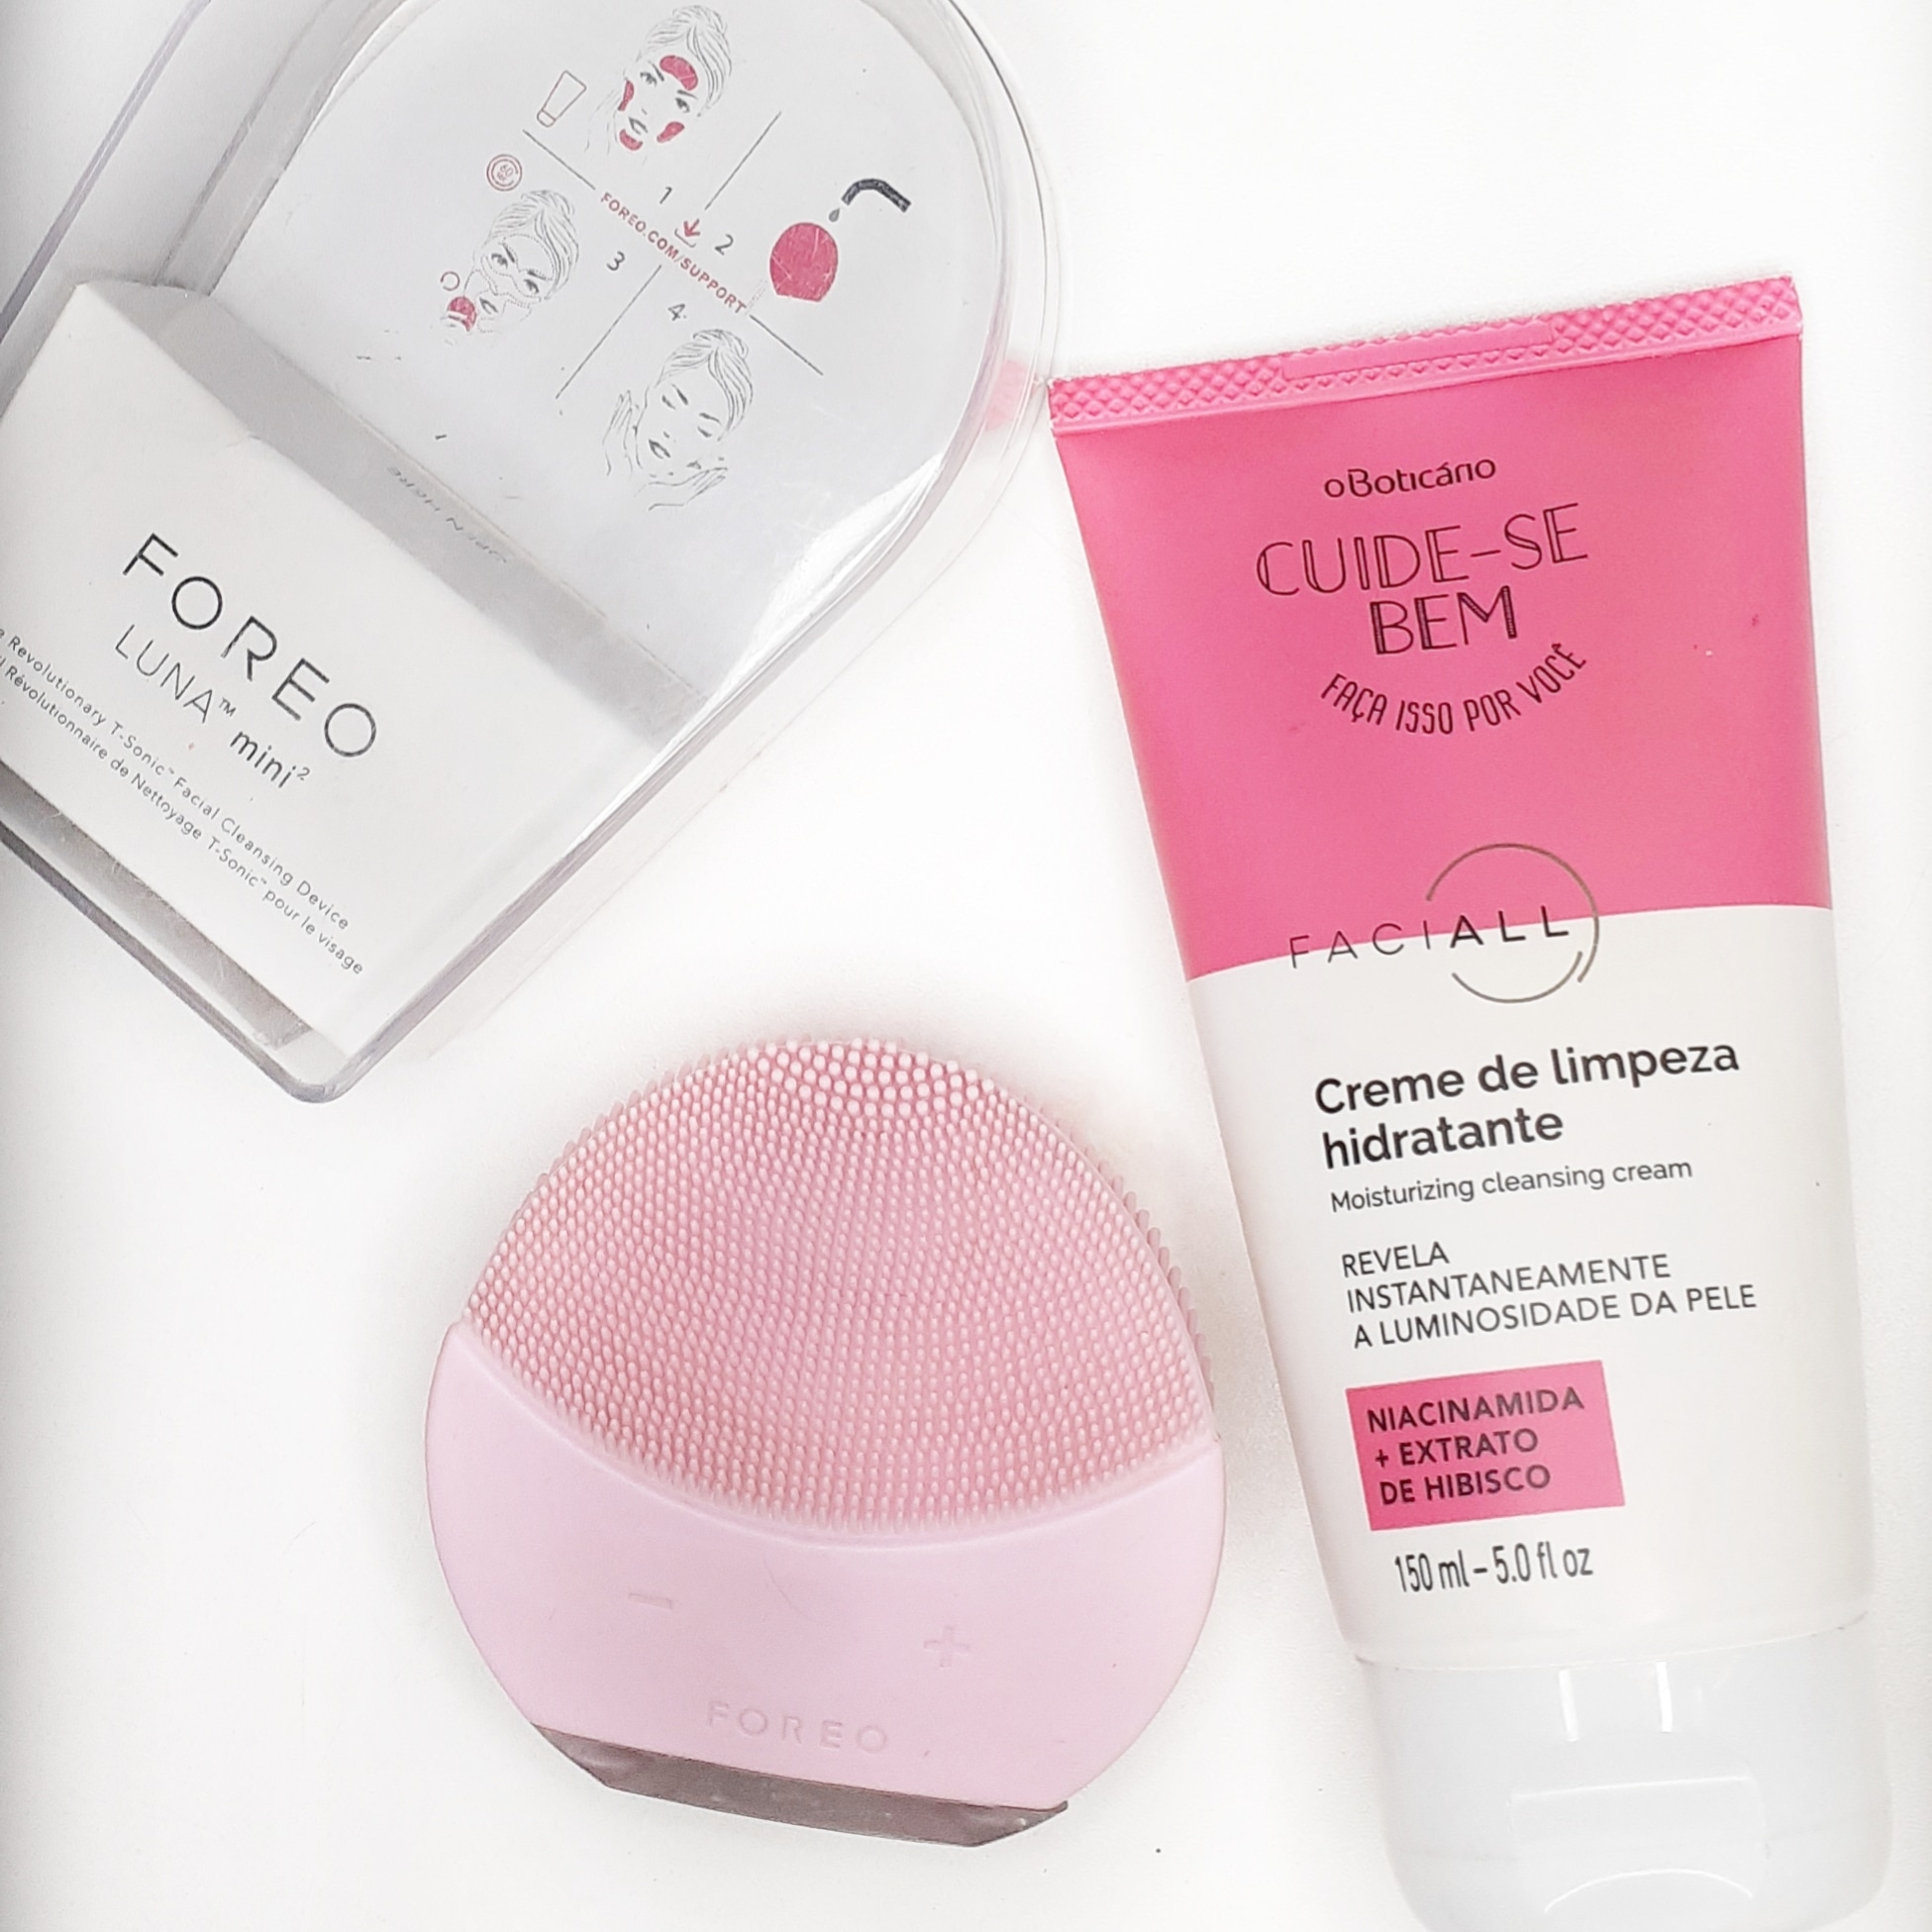 1
2
FOREO.COM/SUPPORT
3
4
OPEN HERE
FOREO
LUNA™ mini²
Revolutionary T-Sonic™ Facial Cleansing Device
Révolutionnaire de Nettoyage T-Sonic™ pour le visage
FOREO
oBoticário
CUIDE-SE
BEM
FAÇA ISSO POR VOCÊ
FACIALL
Creme de limpeza
hidratante
Moisturizing cleansing cream
REVELA
INSTANTANEAMENTE
A LUMINOSIDADE DA PELE
NIACINAMIDA
+ EXTRATO
DE HIBISCO
150 ml – 5.0 fl oz